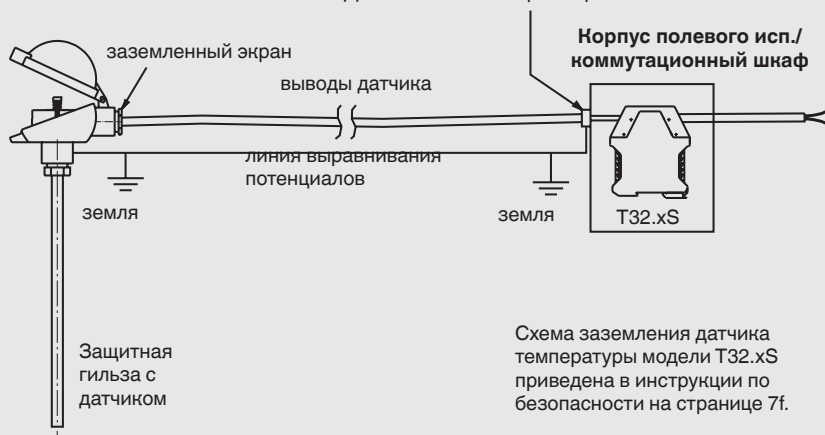 заземленный экран
Корпус полевого исп./
коммутационный шкаф
выводы датчика
линия выравнивания
потенциалов
земля
земля
T32.xS
Защитная
гильза с
датчиком
Схема заземления датчика
температуры модели T32.xS
приведена в инструкции по
безопасности на странице 7f.